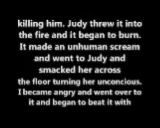 killing him. Judy threw it into
the fire and it began to burn.
It made an unhuman scream
and went to Judy and
smacked her across
the floor turning her unconcious.
I became angry and went over to
it and began to beat it with